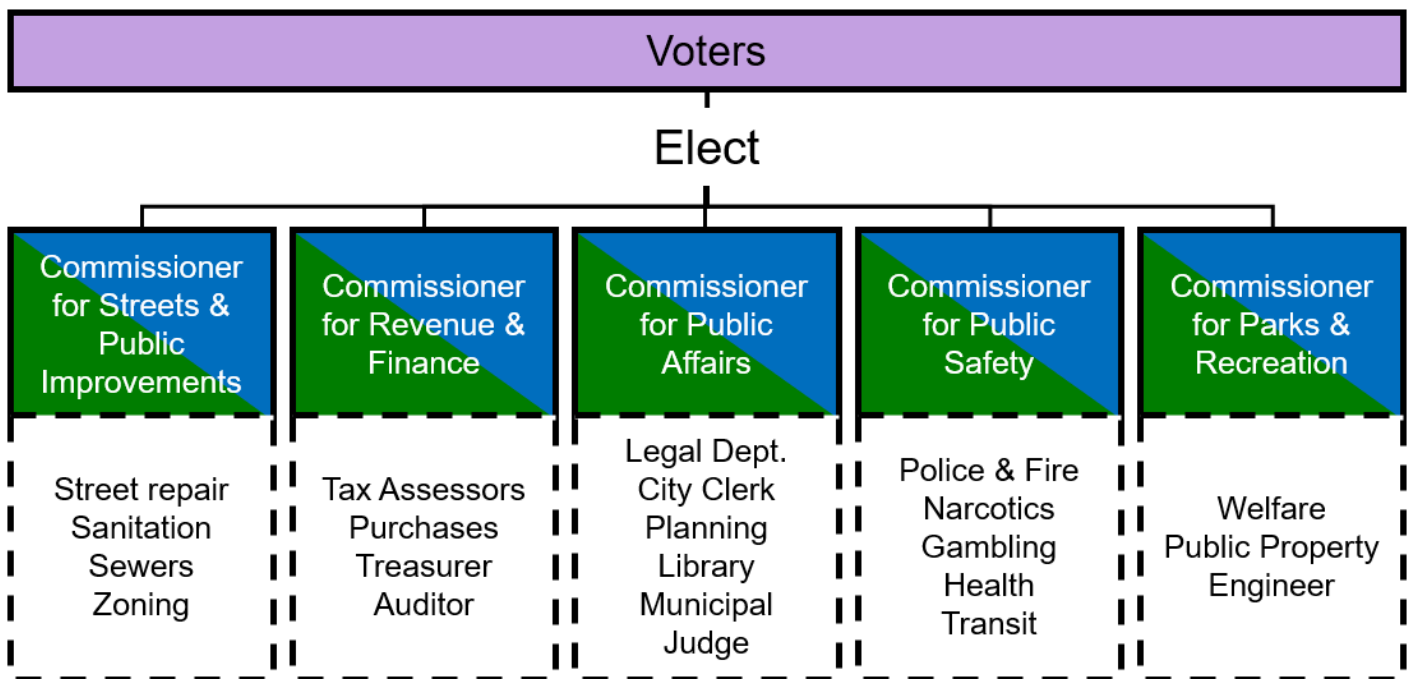 Voters
Elect
Commissioner
for Streets &
Public
Improvements
Commissioner
for Revenue &
Finance
Commissioner
for Public
Affairs
Commissioner
for Public
Safety
Commissioner
for Parks &
Recreation
Street repair
Sanitation
Sewers
Zoning
Tax Assessors
Purchases
Treasurer
Auditor
Legal Dept.
City Clerk
Planning
Library
Municipal
Judge
Police & Fire
Narcotics
Gambling
Health
Transit
Welfare
Public Property
Engineer